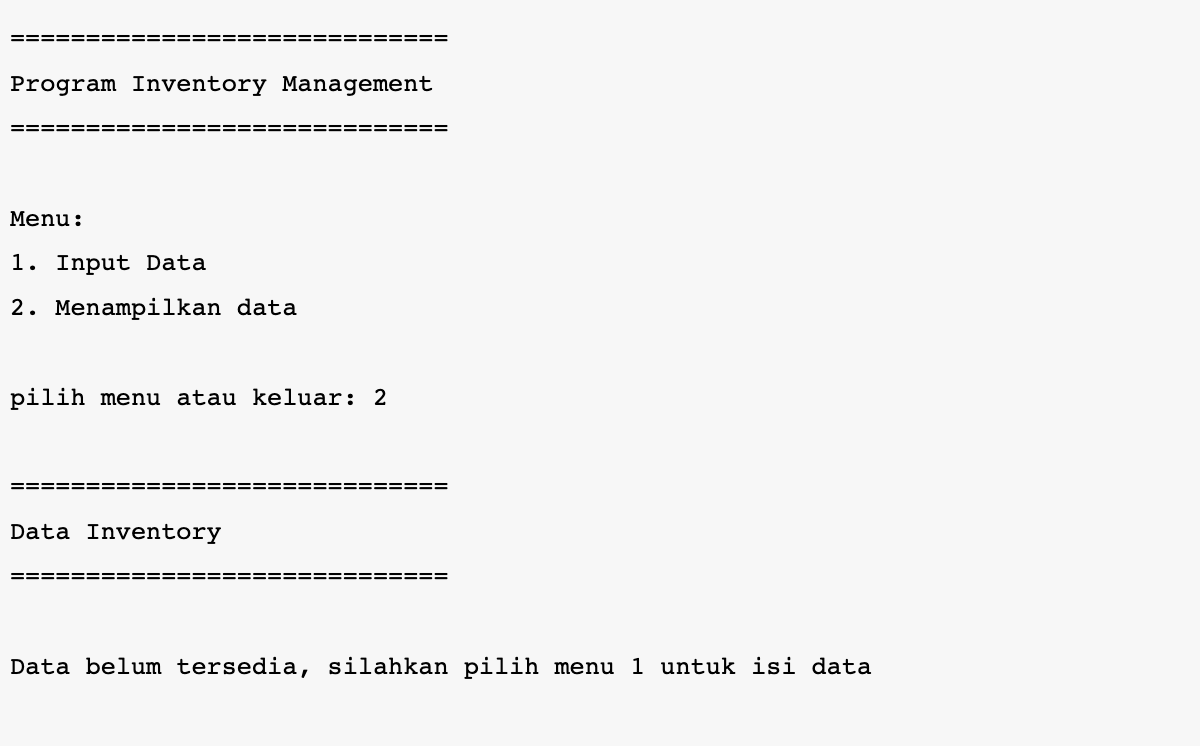 =============================
Program Inventory Management
=============================
Menu:
1. Input Data
2. Menampilkan data
pilih menu atau keluar: 2
=============================
Data Inventory
=============================
Data belum tersedia, silahkan pilih menu 1 untuk isi data